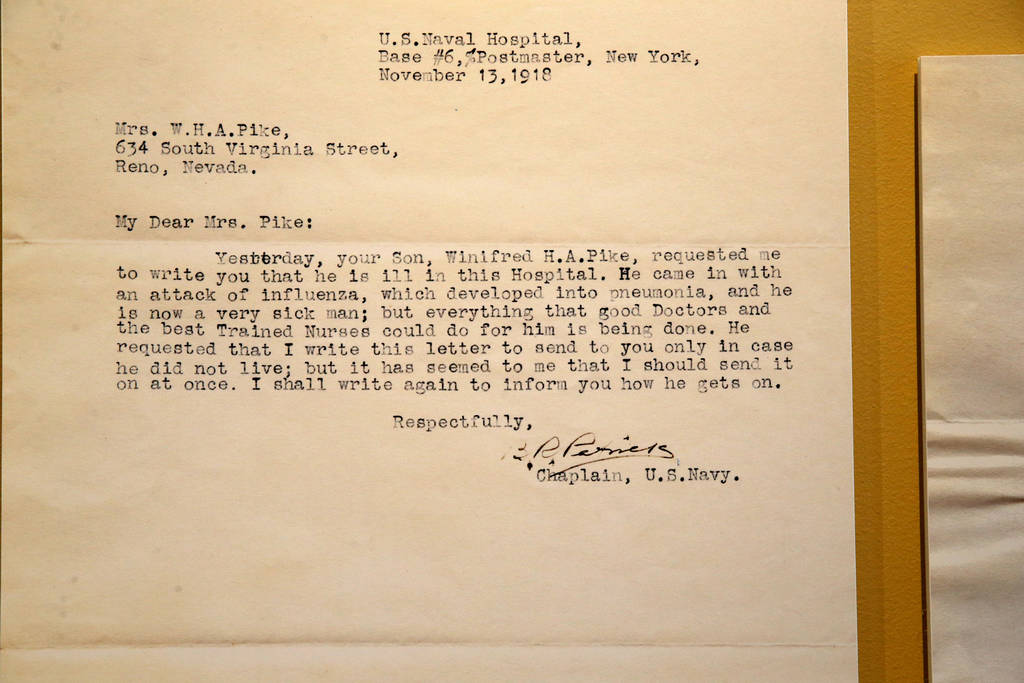 U.S.Naval Hospital,
Base #6,℅Postmaster, New York,
November 13,1918
Mrs. W.H.A.Pike,
634 South Virginia Street,
Reno, Nevada.
My Dear Mrs. Pike:
Yesterday, your Son, Winifred H.A.Pike, requested me
to write you that he is ill in this Hospital. He came in with
an attack of influenza, which developed into pneumonia, and he
is now a very sick man; but everything that good Doctors and
the best Trained Nurses could do for him is being done. He
requested that I write this letter to send to you only in case
he did not live; but it has seemed to me that I should send it
on at once. I shall write again to inform you how he gets on.
Respectfully,
B R Patrick
Chaplain, U.S.Navy.